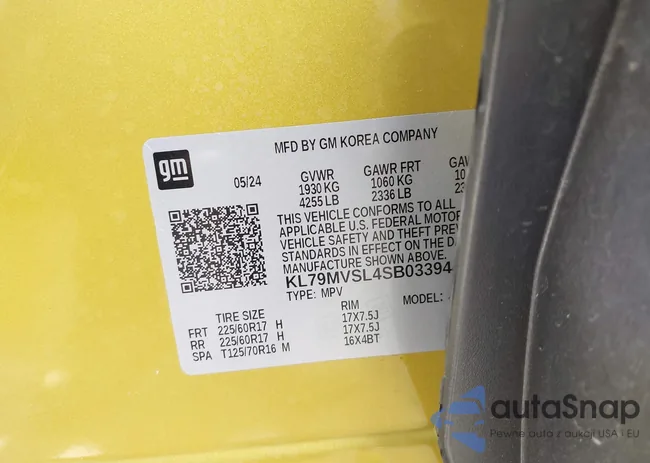 MFD BY GM KOREA COMPANY
gm
05/24
GVWR GAWR FRT GAW
1930 KG 1060 KG 10
4255 LB 2336 LB 23
THIS VEHICLE CONFORMS TO ALL
APPLICABLE U.S. FEDERAL MOTOR
VEHICLE SAFETY AND THEFT PREV
STANDARDS IN EFFECT ON THE D
MANUFACTURE SHOWN ABOVE.
KL79MVSL4SB03394
TYPE: MPV MODEL:
TIRE SIZE RIM
FRT 225/60R17 H 17X7.5J
RR 225/60R17 H 17X7.5J
SPA T125/70R16 M 16X4BT
autaSnap
Pewne auta z aukcji USA i EU